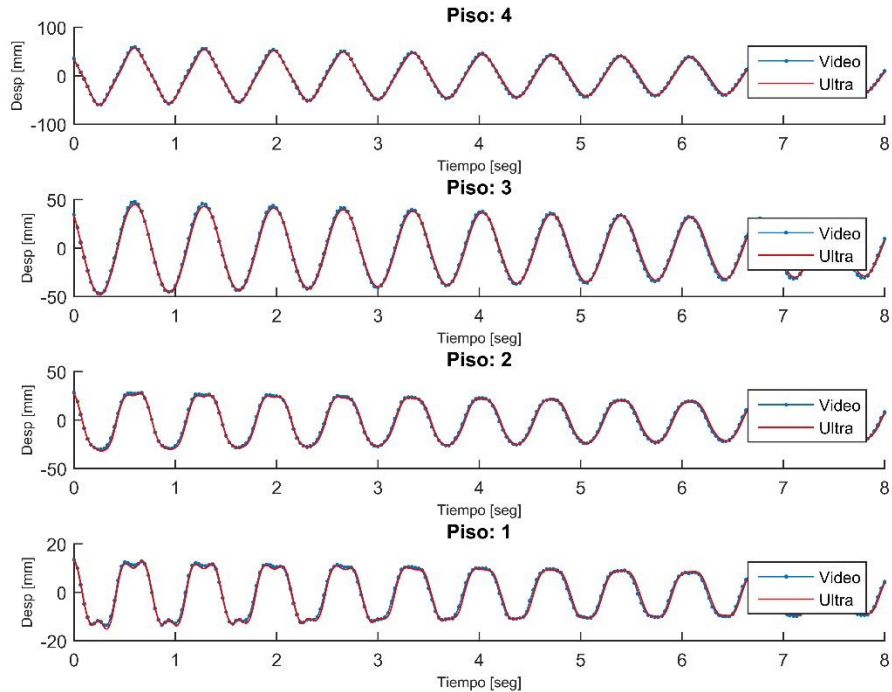 Piso: 4
100
0
-100
Desp [mm]
Video
Ultra
0 1 2 3 4 5 6 7 8
Tiempo [seg]
Piso: 3
50
0
-50
Desp [mm]
Video
Ultra
0 1 2 3 4 5 6 7 8
Tiempo [seg]
Piso: 2
50
0
-50
Desp [mm]
Video
Ultra
0 1 2 3 4 5 6 7 8
Tiempo [seg]
Piso: 1
20
0
-20
Desp [mm]
Video
Ultra
0 1 2 3 4 5 6 7 8
Tiempo [seg]